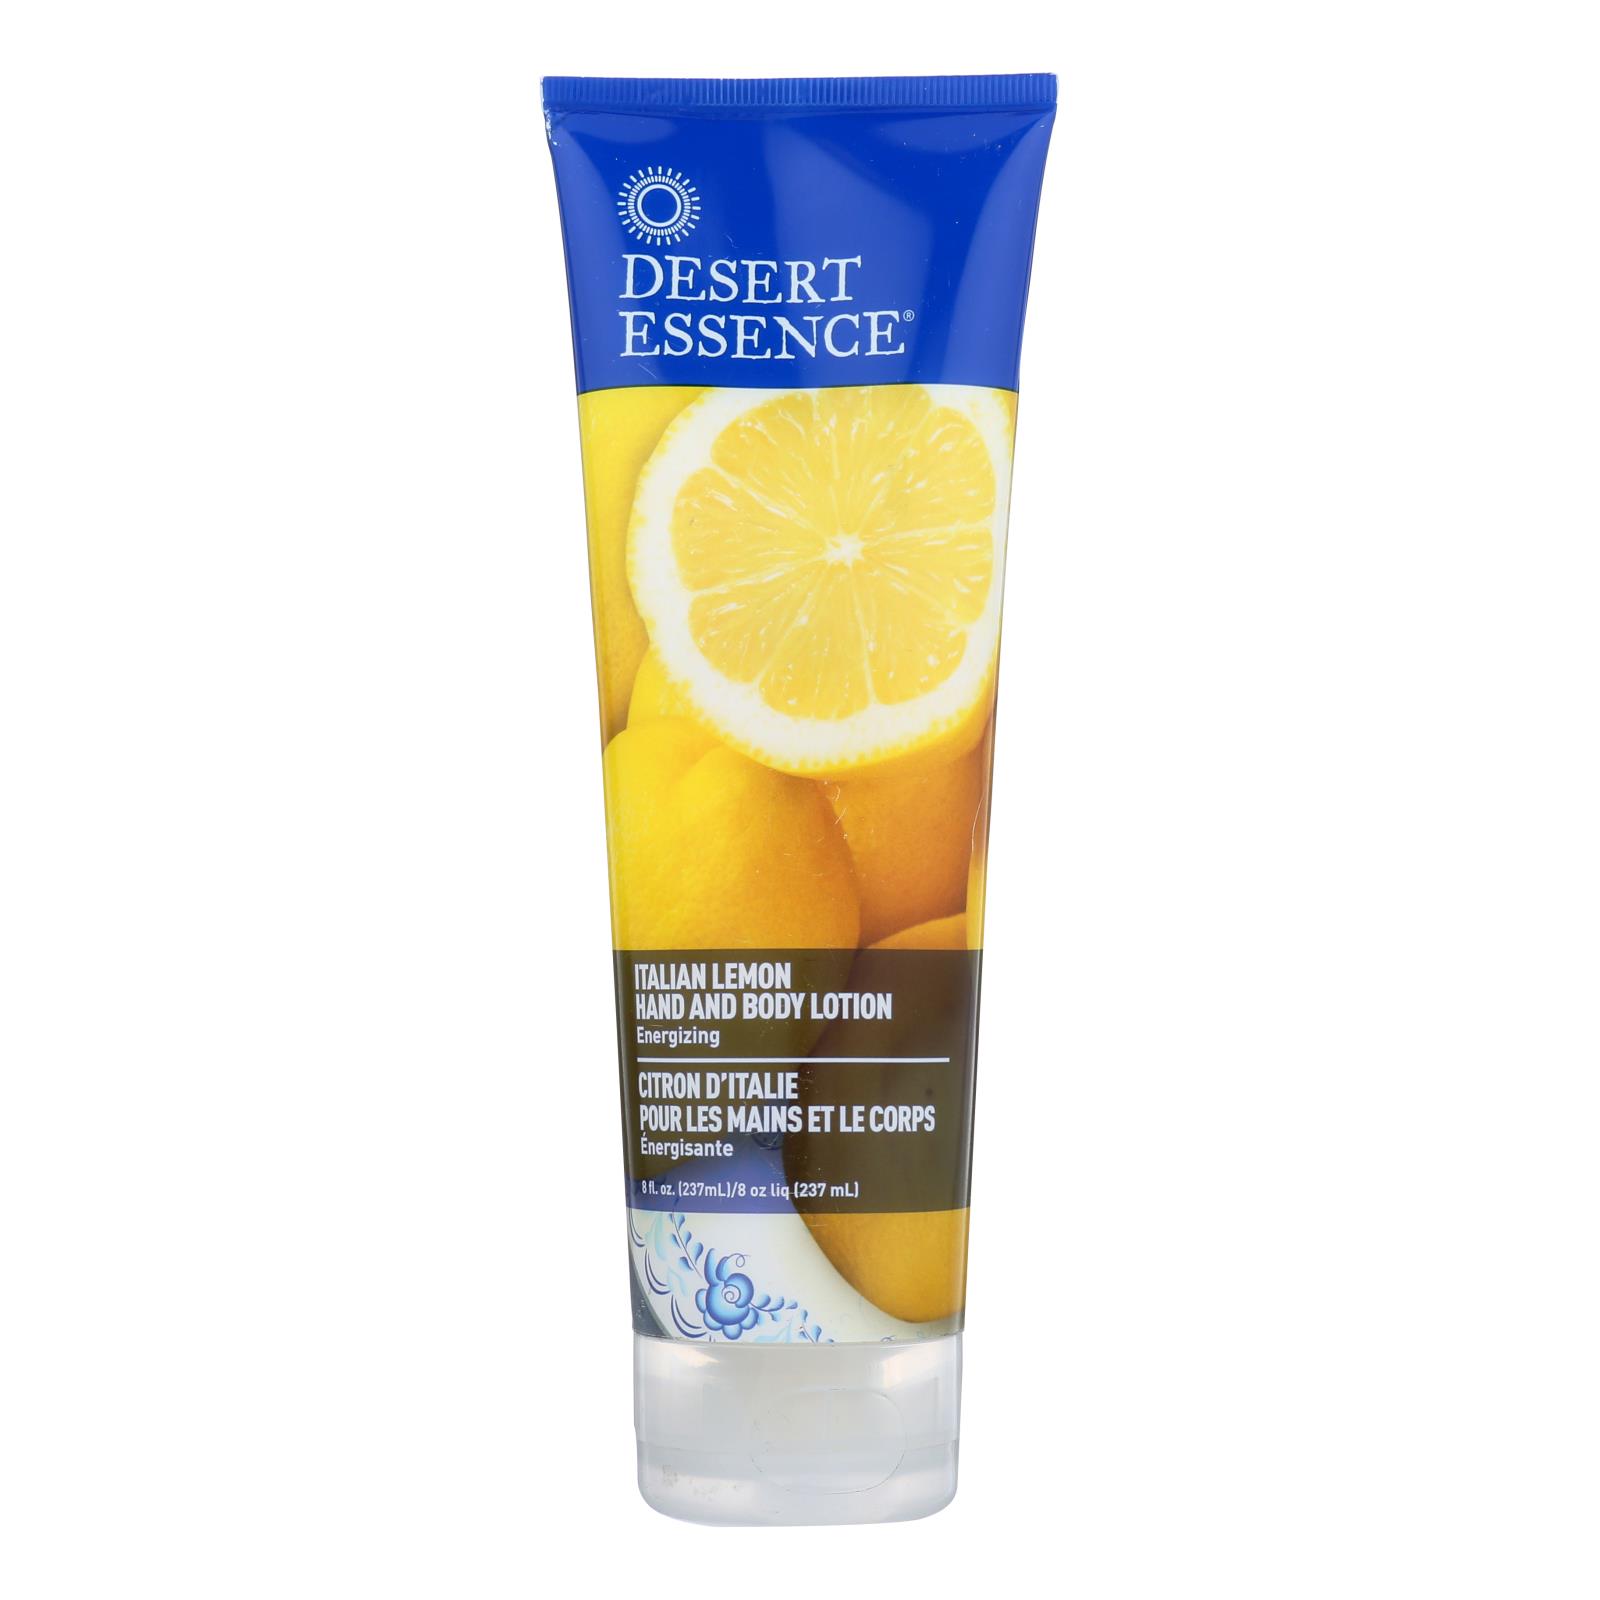 DESERT
ESSENCE®
ITALIAN LEMON
HAND AND BODY LOTION
Energizing
CITRON D'ITALIE
POUR LES MAINS ET LE CORPS
Énergisante
8 fl. oz. (237mL)/8 oz liq (237 mL)